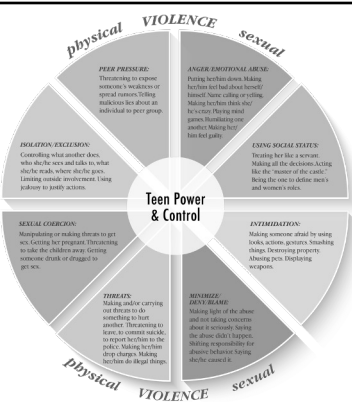 physical VIOLENCE sexual
PEER PRESSURE:
Threatening to expose
someone's weakness or
spread rumors. Telling
malicious lies about an
individual to peer group.
ANGER/EMOTIONAL ABUSE:
Putting her/him down. Making
her/him feel bad about herself/
himself. Name calling or yelling.
Making her/him think she/
he's crazy. Playing mind
games. Humiliating one
another. Making her/
him feel guilty.
ISOLATION/EXCLUSION:
Controlling what another does,
who she/he sees and talks to, what
she/he reads, where she/he goes.
Limiting outside involvement. Using
jealousy to justify actions.
USING SOCIAL STATUS:
Treating her like a servant.
Making all the decisions. Acting
like the "master of the castle."
Being the one to define men's
and women's roles.
Teen Power
& Control
SEXUAL COERCION:
Manipulating or making threats to get
sex. Getting her pregnant. Threatening
to take the children away. Getting
someone drunk or drugged to
get sex.
INTIMIDATION:
Making someone afraid by using
looks, actions, gestures. Smashing
things. Destroying property.
Abusing pets. Displaying
weapons.
THREATS:
Making and/or carrying
out threats to do
something to hurt
another. Threatening to
leave, to commit suicide,
to report her/him to the
police. Making her/him
drop charges. Making
her/him do illegal things.
MINIMIZE/
DENY/BLAME
Making light of the abuse
and not taking concerns
about it seriously. Saying
the abuse didn't happen.
Shifting responsibility for
abusive behavior. Saying
she/he caused it.
physical VIOLENCE sexual